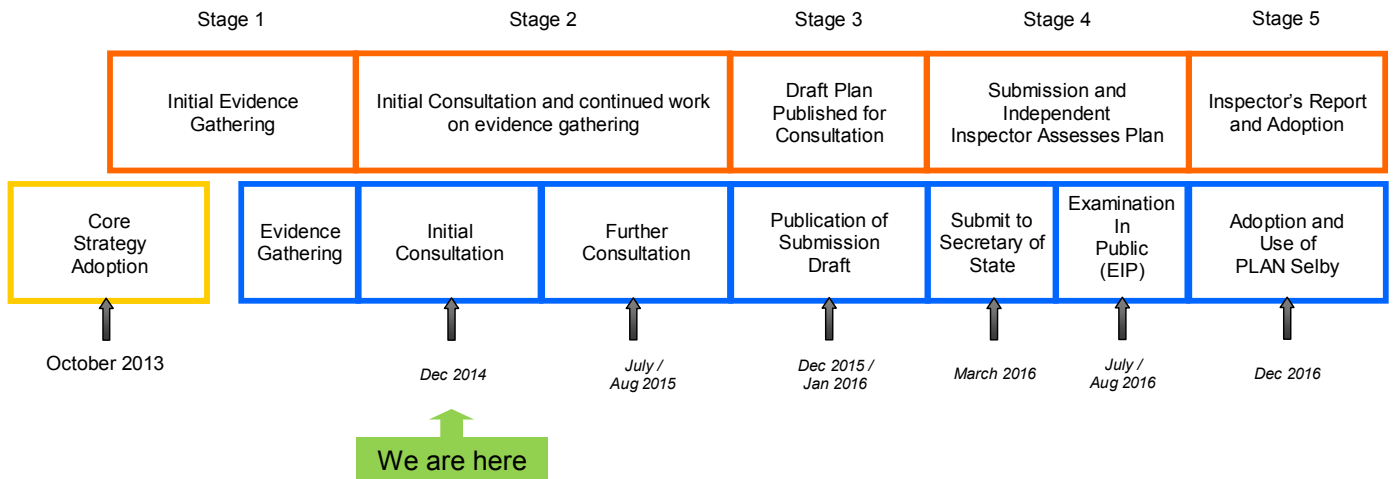 Stage 1
Stage 2
Stage 3
Stage 4
Stage 5
Initial Evidence
Gathering
Initial Consultation and continued work
on evidence gathering
Draft Plan
Published for
Consultation
Submission and
Independent
Inspector Assesses Plan
Inspector's Report
and Adoption
Core
Strategy
Adoption
Evidence
Gathering
Initial
Consultation
Further
Consultation
Publication of
Submission
Draft
Submit to
Secretary of
State
Examination
In
Public
(EIP)
Adoption and
Use of
PLAN Selby
October 2013
Dec 2014
July /
Aug 2015
Dec 2015 /
Jan 2016
March 2016
July /
Aug 2016
Dec 2016
We are here